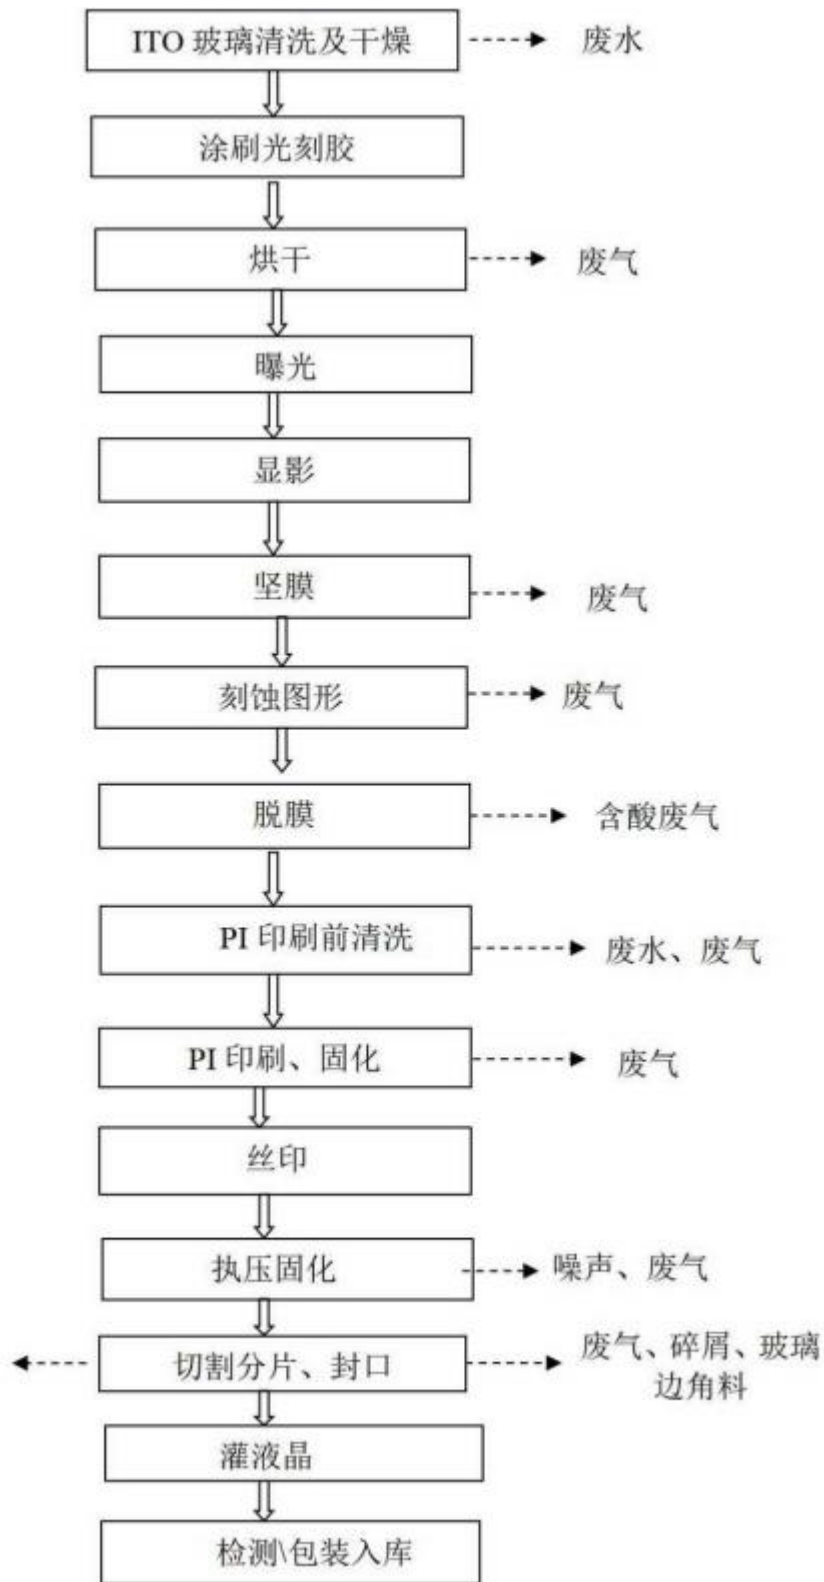 ITO 玻璃清洗及干燥
废水
涂刷光刻胶
烘干
废气
曝光
显影
坚膜
废气
刻蚀图形
废气
脱膜
含酸废气
PI 印刷前清洗
废水、废气
PI 印刷、固化
废气
丝印
执压固化
噪声、废气
切割分片、封口
废气、碎屑、玻璃
边角料
灌液晶
检测\包装入库